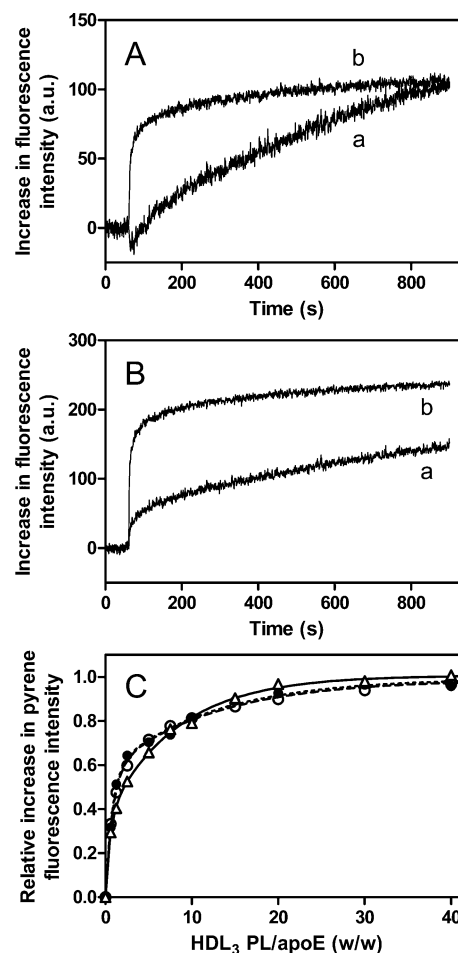 A
Increase in fluorescence
intensity (a.u.)
150
100
50
0
b
a
0 200 400 600 800
Time (s)
B
Increase in fluorescence
intensity (a.u.)
300
200
100
0
b
a
0 200 400 600 800
Time (s)
C
Relative increase in pyrene
fluorescence intensity
1.0
0.8
0.6
0.4
0.2
0.0
0 10 20 30 40
HDL₃ PL/apoE (w/w)